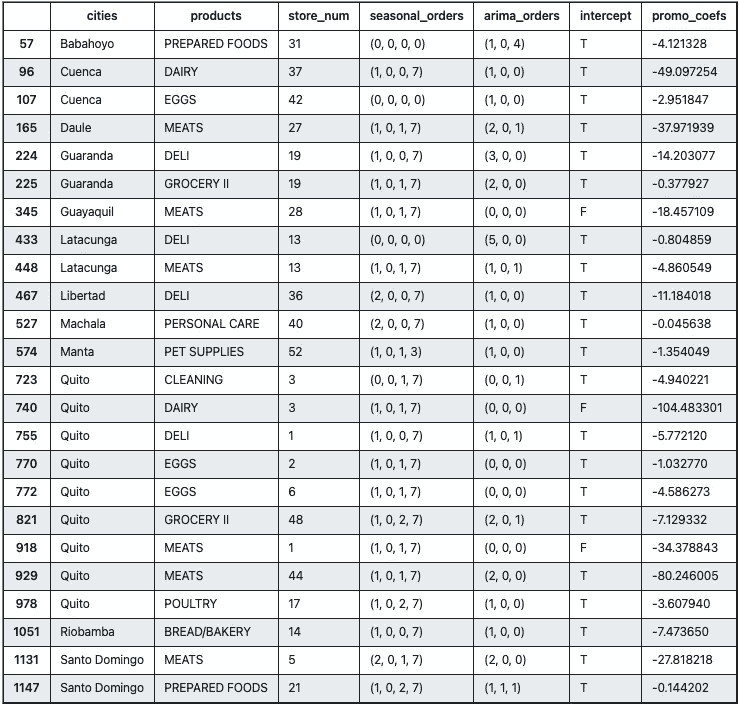 cities products store_num seasonal_orders arima_orders intercept promo_coefs
57 Babahoyo PREPARED FOODS 31 (0, 0, 0, 0) (1, 0, 4) T -4.121328
96 Cuenca DAIRY 37 (1, 0, 0, 7) (1, 0, 0) T -49.097254
107 Cuenca EGGS 42 (0, 0, 0, 0) (1, 0, 0) T -2.951847
165 Daule MEATS 27 (1, 0, 1, 7) (2, 0, 1) T -37.971939
224 Guaranda DELI 19 (1, 0, 0, 7) (3, 0, 0) T -14.203077
225 Guaranda GROCERY II 19 (1, 0, 1, 7) (2, 0, 0) T -0.377927
345 Guayaquil MEATS 28 (1, 0, 1, 7) (0, 0, 0) F -18.457109
433 Latacunga DELI 13 (0, 0, 0, 0) (5, 0, 0) T -0.804859
448 Latacunga MEATS 13 (1, 0, 1, 7) (1, 0, 1) T -4.860549
467 Libertad DELI 36 (2, 0, 0, 7) (1, 0, 0) T -11.184018
527 Machala PERSONAL CARE 40 (2, 0, 0, 7) (1, 0, 0) T -0.045638
574 Manta PET SUPPLIES 52 (1, 0, 1, 3) (1, 0, 0) T -1.354049
723 Quito CLEANING 3 (0, 0, 1, 7) (0, 0, 1) T -4.940221
740 Quito DAIRY 3 (1, 0, 1, 7) (0, 0, 0) F -104.483301
755 Quito DELI 1 (1, 0, 0, 7) (1, 0, 1) T -5.772120
770 Quito EGGS 2 (1, 0, 1, 7) (0, 0, 0) T -1.032770
772 Quito EGGS 6 (1, 0, 1, 7) (0, 0, 0) T -4.586273
821 Quito GROCERY II 48 (1, 0, 2, 7) (2, 0, 1) T -7.129332
918 Quito MEATS 1 (1, 0, 1, 7) (0, 0, 0) F -34.378843
929 Quito MEATS 44 (1, 0, 1, 7) (2, 0, 0) T -80.246005
978 Quito POULTRY 17 (1, 0, 2, 7) (1, 0, 0) T -3.607940
1051 Riobamba BREAD/BAKERY 14 (1, 0, 0, 7) (1, 0, 0) T -7.473650
1131 Santo Domingo MEATS 5 (2, 0, 1, 7) (2, 0, 0) T -27.818218
1147 Santo Domingo PREPARED FOODS 21 (1, 0, 2, 7) (1, 1, 1) T -0.144202